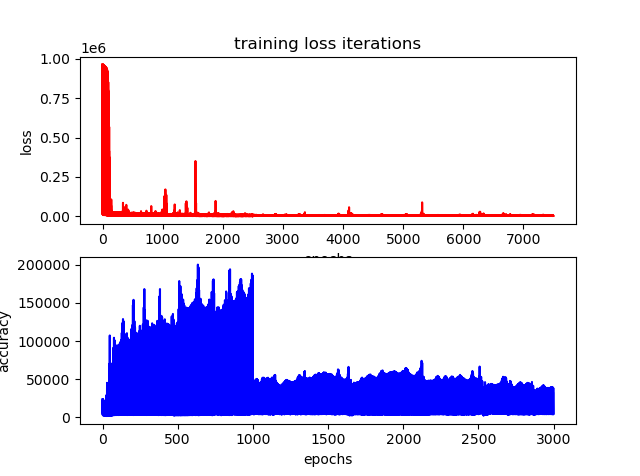 training loss iterations
1e6
1.00
0.75
0.50
0.25
0.00
loss
0 1000 2000 3000 4000 5000 6000 7000
epochs
200000
150000
100000
50000
0
accuracy
0 500 1000 1500 2000 2500 3000
epochs